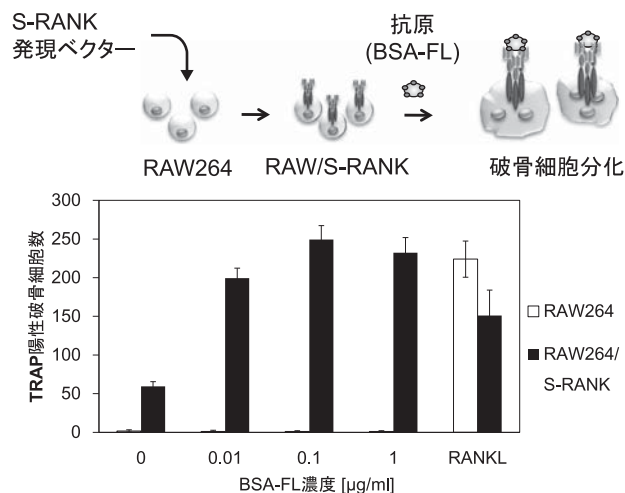 S-RANK
発現ベクター
抗原
(BSA-FL)
RAW264
RAW/S-RANK
破骨細胞分化
300
250
200
150
100
50
0
TRAP陽性破骨細胞数
0
0.01
0.1
1
RANKL
BSA-FL濃度 [μg/ml]
RAW264
RAW264/
S-RANK